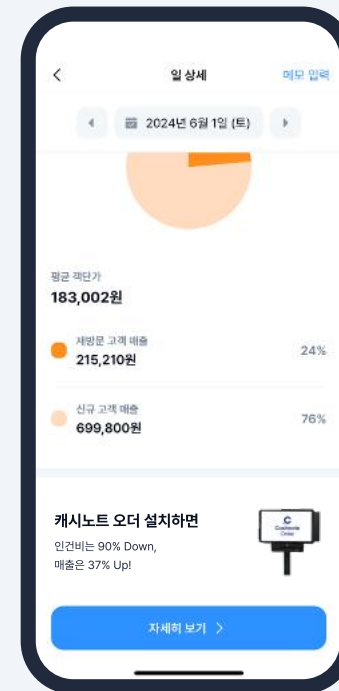 일 상세
메모 입력
2024년 6월 1일 (토)
평균 객단가
183,002원
재방문 고객 매출
215,210원
24%
신규 고객 매출
699,800원
76%
캐시노트 오더 설치하면
인건비는 90% Down,
매출은 37% Up!
Cashnote
Order
자세히 보기